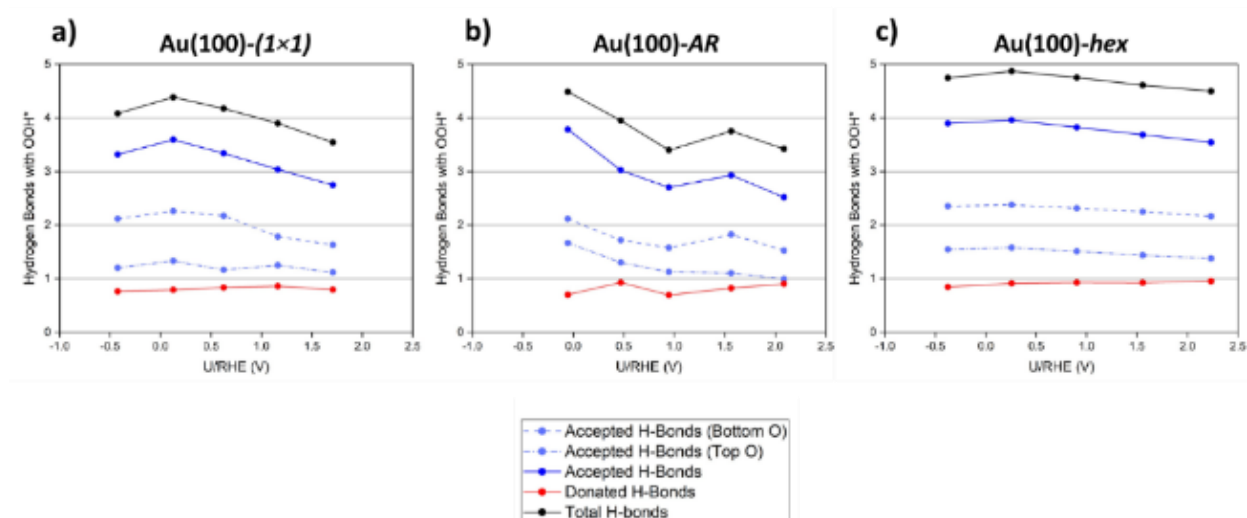 a)
Au(100)-(1×1)
b)
Au(100)-AR
c)
Au(100)-hex
Hydrogen Bonds with OOH*
5
4
3
2
1
0
-1.0 -0.5 0.0 0.5 1.0 1.5 2.0 2.5
U/RHE (V)
Hydrogen Bonds with OOH*
5
4
3
2
1
0
-1.0 -0.5 0.0 0.5 1.0 1.5 2.0 2.5
U/RHE (V)
Hydrogen Bonds with OOH*
5
4
3
2
1
0
-1.0 -0.5 0.0 0.5 1.0 1.5 2.0 2.5
U/RHE (V)
Accepted H-Bonds (Bottom O)
Accepted H-Bonds (Top O)
Accepted H-Bonds
Donated H-Bonds
Total H-bonds